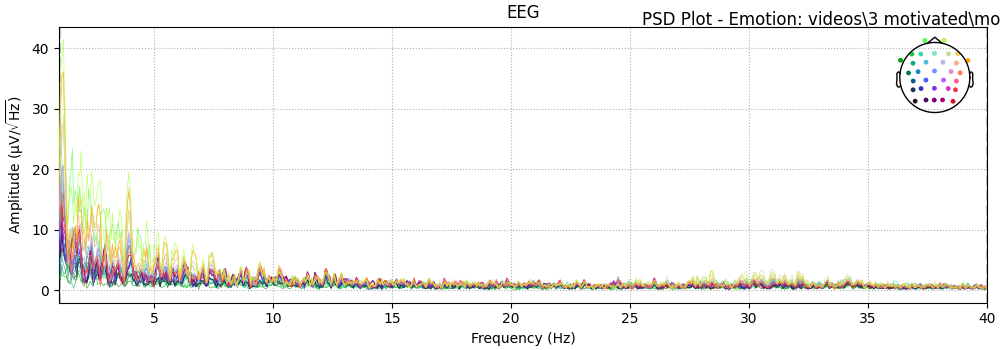 EEG
PSD Plot - Emotion: videos\3 motivated\mo
Amplitude (µV/√Hz)
40
30
20
10
0
5 10 15 20 25 30 35 40
Frequency (Hz)